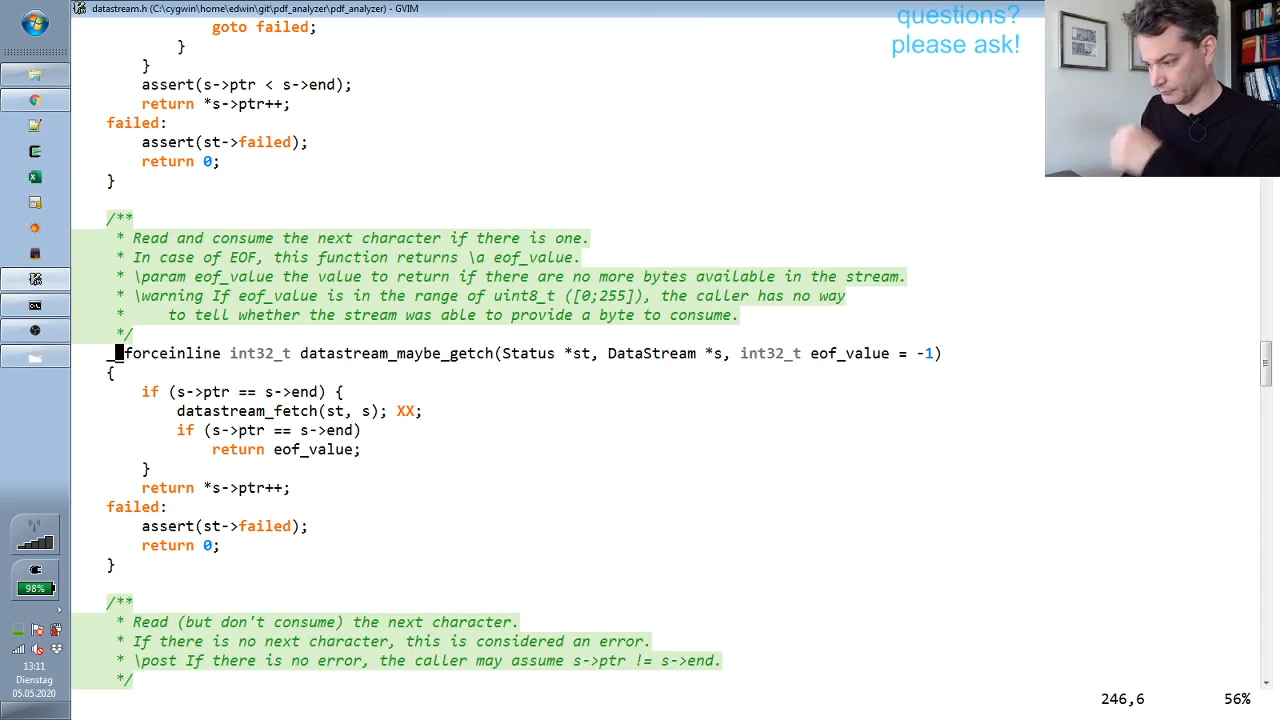 datastream.h (C:\cygwin\home\edwin\git\pdf_analyzer\pdf_analyzer) - GVIM
questions?
please ask!
goto failed;
}
}
assert(s->ptr < s->end);
return *s->ptr++;
failed:
assert(st->failed);
return 0;
}
/**
* Read and consume the next character if there is one.
* In case of EOF, this function returns \a eof_value.
* \param eof_value the value to return if there are no more bytes available in the stream.
* \warning If eof_value is in the range of uint8_t ([0;255]), the caller has no way
* to tell whether the stream was able to provide a byte to consume.
*/
__forceinline int32_t datastream_maybe_getch(Status *st, DataStream *s, int32_t eof_value = -1)
{
if (s->ptr == s->end) {
datastream_fetch(st, s); XX;
if (s->ptr == s->end)
return eof_value;
}
return *s->ptr++;
failed:
assert(st->failed);
return 0;
}
/**
* Read (but don't consume) the next character.
* If there is no next character, this is considered an error.
* \post If there is no error, the caller may assume s->ptr != s->end.
*/
246,6 56%
98%
13:11
Dienstag
05.05.2020